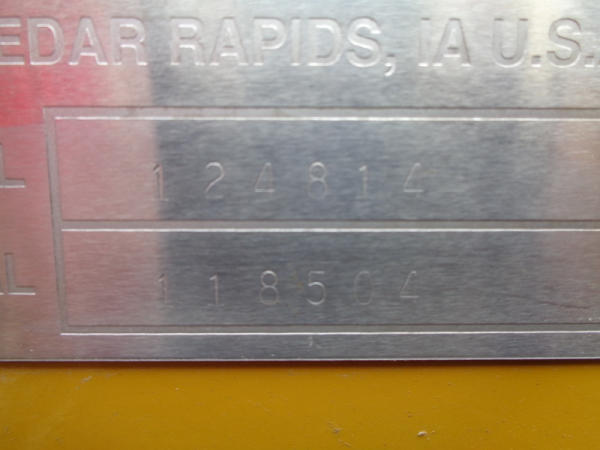 EDAR RAPIDS, IA U.S.
L 124814
L 118504